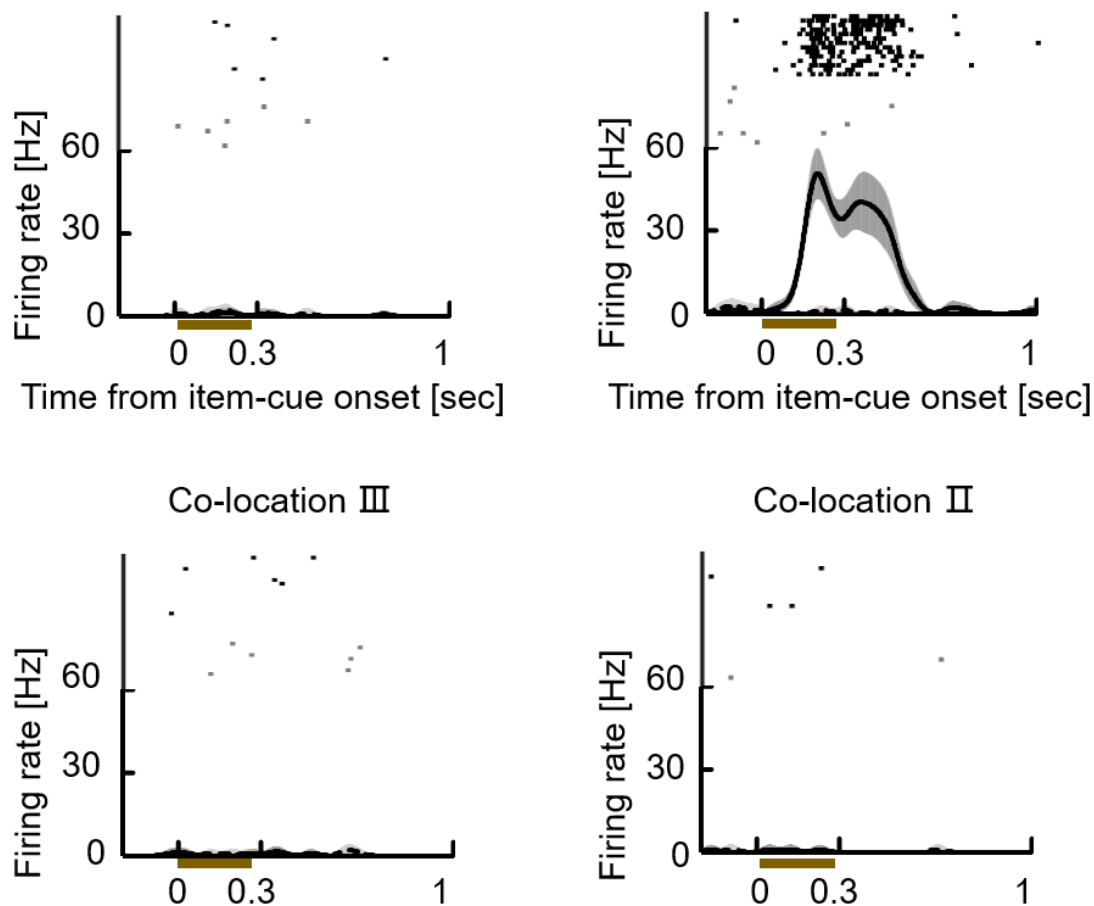 Firing rate [Hz]
60
30
0
0 0.3 1
Time from item-cue onset [sec]
Firing rate [Hz]
60
30
0
0 0.3 1
Time from item-cue onset [sec]
Co-location III
Firing rate [Hz]
60
30
0
0 0.3 1
Co-location II
Firing rate [Hz]
60
30
0
0 0.3 1